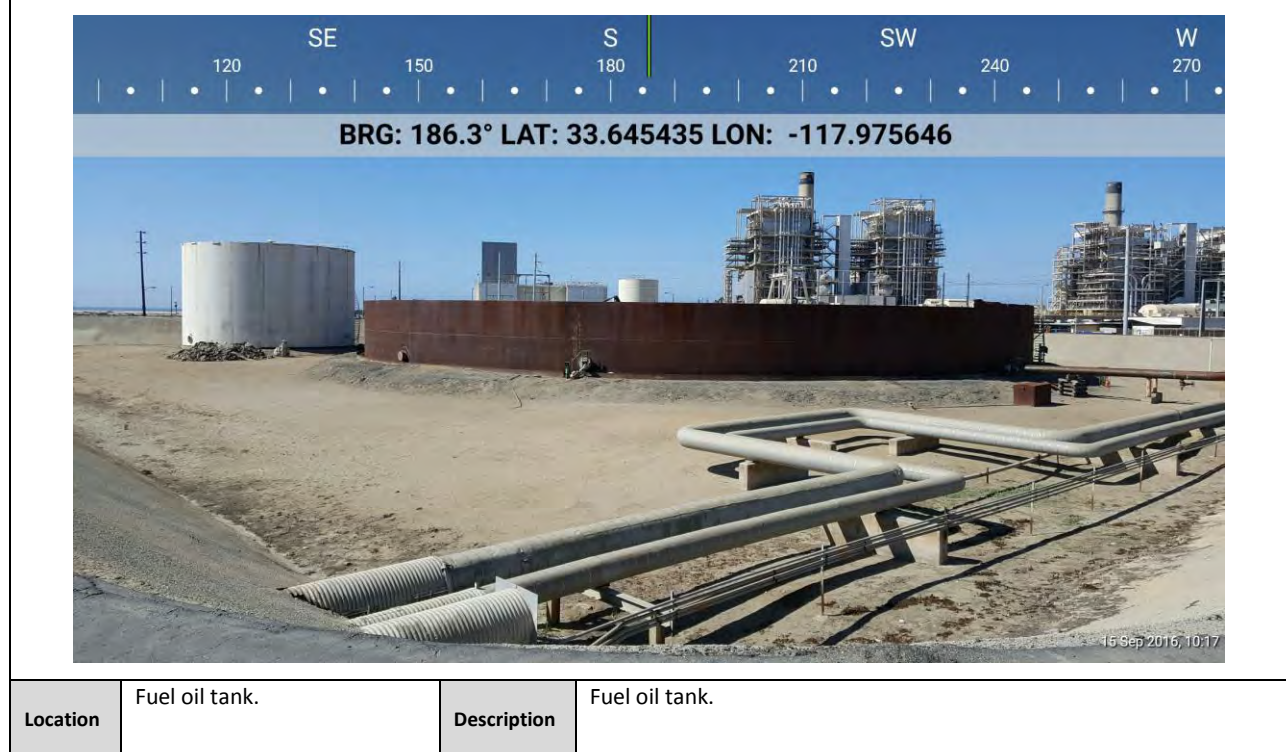 SE S SW W
120 150 180 210 240 270
BRG: 186.3° LAT: 33.645435 LON: -117.975646
15 Sep 2016, 10:17
Location Fuel oil tank. Description Fuel oil tank.